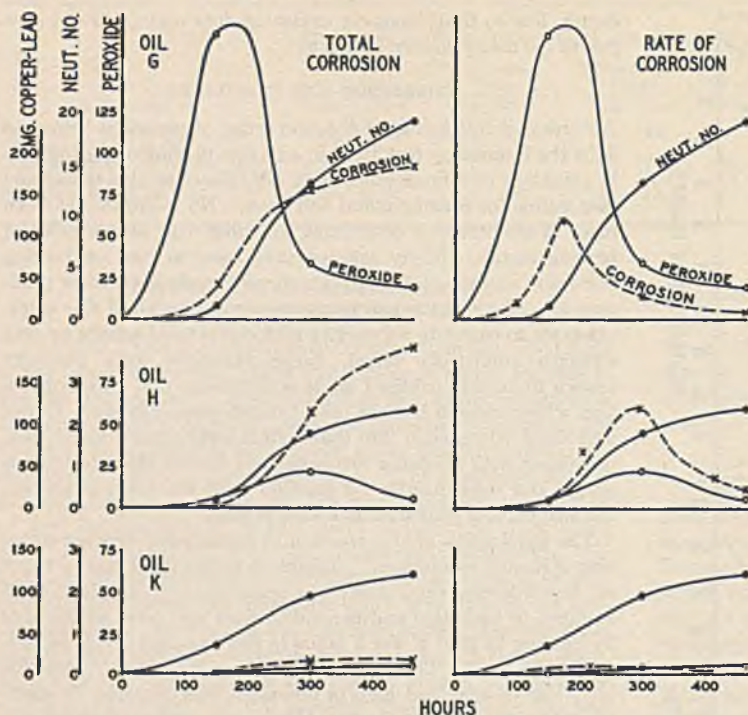 MG. COPPER-LEAD
NEUT. NO.
PEROXIDE
OIL
G
TOTAL
CORROSION
RATE OF
CORROSION
200
150
100
50
0
20
10
5
0
125
100
75
50
25
0
NEUT. NO.
CORROSION
PEROXIDE
NEUT. NO.
PEROXIDE
CORROSION
OIL
H
150
100
50
0
3
2
1
0
75
50
25
0
OIL
K
150
100
50
0
3
2
1
0
75
50
25
0
0 100 200 300 400
0 100 200 300 400
HOURS